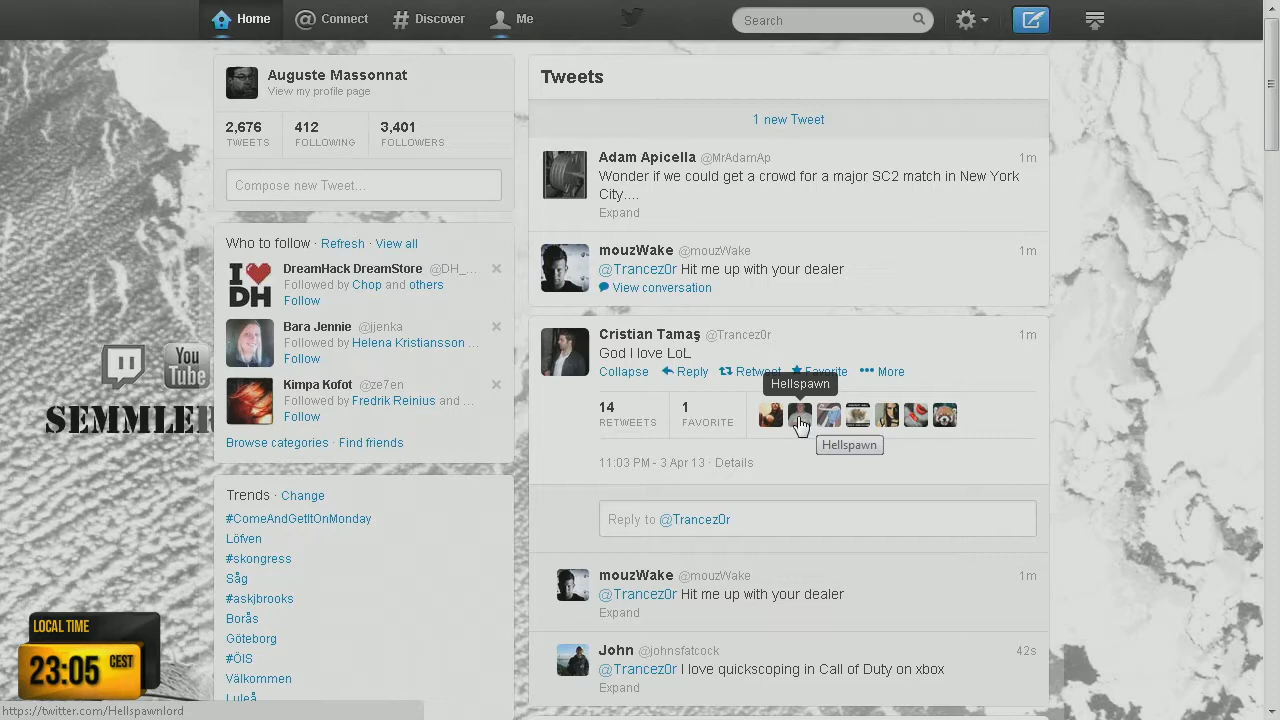 Home
Connect
Discover
Me
Search
Auguste Massonnat
View my profile page
2,676
TWEETS
412
FOLLOWING
3,401
FOLLOWERS
Compose new Tweet...
Who to follow · Refresh · View all
DreamHack DreamStore @DH_...
Followed by Chop and others
Follow
Bara Jennie @jjenka
Followed by Helena Kristiansson ...
Follow
Kimpa Kofot @ze7en
Followed by Fredrik Reinius and ...
Follow
Browse categories · Find friends
Trends · Change
#ComeAndGetItOnMonday
Löfven
#skongress
Såg
#askjbrooks
Borås
Göteborg
#ÖIS
Välkommen
Luleå
Tweets
1 new Tweet
Adam Apicella @MrAdamAp 1m
Wonder if we could get a crowd for a major SC2 match in New York
City....
Expand
mouzWake @mouzWake 1m
@Trancez0r Hit me up with your dealer
View conversation
Cristian Tamaş @Trancez0r 1m
God I love LoL
Collapse Reply Retweet Favorite More
Hellspawn
14
RETWEETS
1
FAVORITE
Hellspawn
11:03 PM - 3 Apr 13 · Details
Reply to @Trancez0r
mouzWake @mouzWake 1m
@Trancez0r Hit me up with your dealer
Expand
John @johnsfatcock 42s
@Trancez0r I love quickscoping in Call of Duty on xbox
Expand
I DH
You
Tube
SEMMLER
LOCAL TIME
23:05 CEST
https://twitter.com/Hellspawnlord